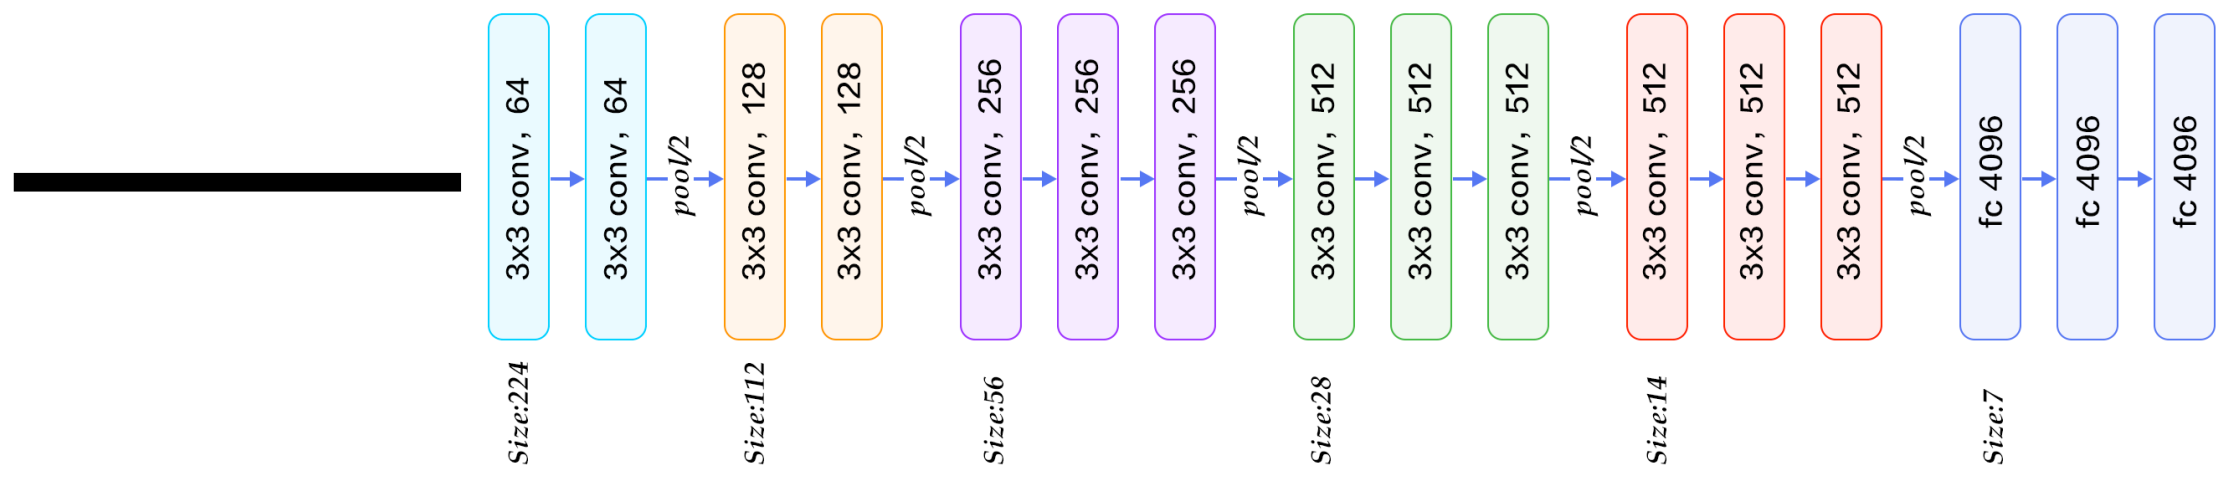 3x3 conv, 64
3x3 conv, 64
pool/2
3x3 conv, 128
3x3 conv, 128
pool/2
3x3 conv, 256
3x3 conv, 256
3x3 conv, 256
pool/2
3x3 conv, 512
3x3 conv, 512
3x3 conv, 512
pool/2
3x3 conv, 512
3x3 conv, 512
3x3 conv, 512
pool/2
fc 4096
fc 4096
fc 4096
Size:224
Size:112
Size:56
Size:28
Size:14
Size:7